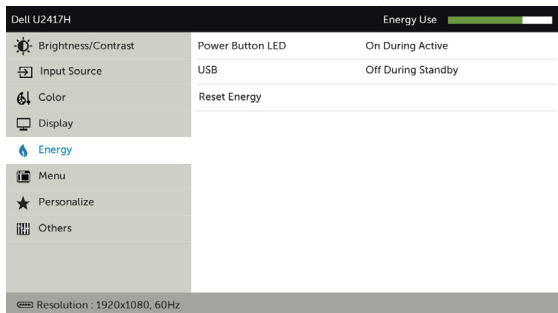 Dell U2417H Energy Use
Brightness/Contrast Power Button LED On During Active
Input Source USB Off During Standby
Color Reset Energy
Display
Energy
Menu
Personalize
Others
Resolution : 1920x1080, 60Hz